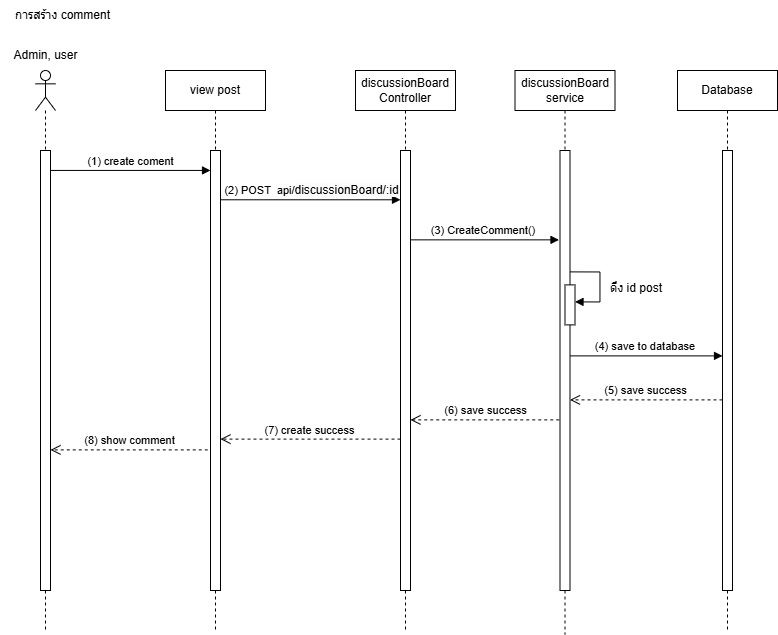 การสร้าง comment
Admin, user
view post
discussionBoard
Controller
discussionBoard
service
Database
(1) create coment
(2) POST api/discussionBoard/:id
(3) CreateComment()
ดึง id post
(4) save to database
(5) save success
(6) save success
(7) create success
(8) show comment